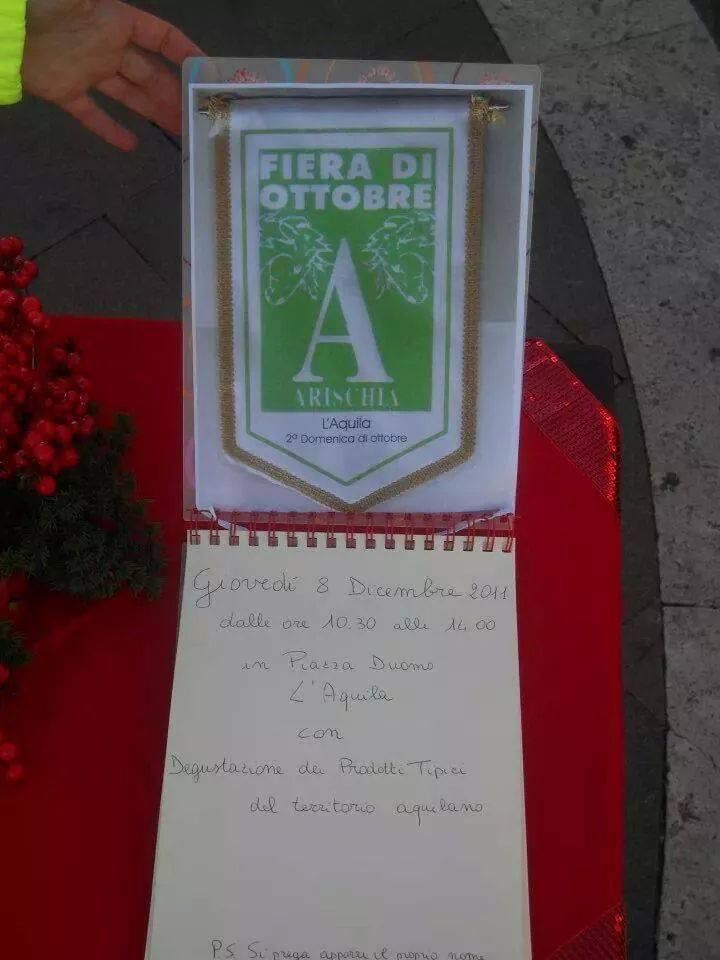 FIERA DI
OTTOBRE
A
ARISCHIA
L'Aquila
2ª Domenica di ottobre
Giovedí 8 Dicembre 2011
dalle ore 10.30 alle 14.00
in Piazza Duomo
L'Aquila
con
Degustazione dei Prodotti Tipici
del territorio aquilano
P.S. Si prega apporre il proprio nome